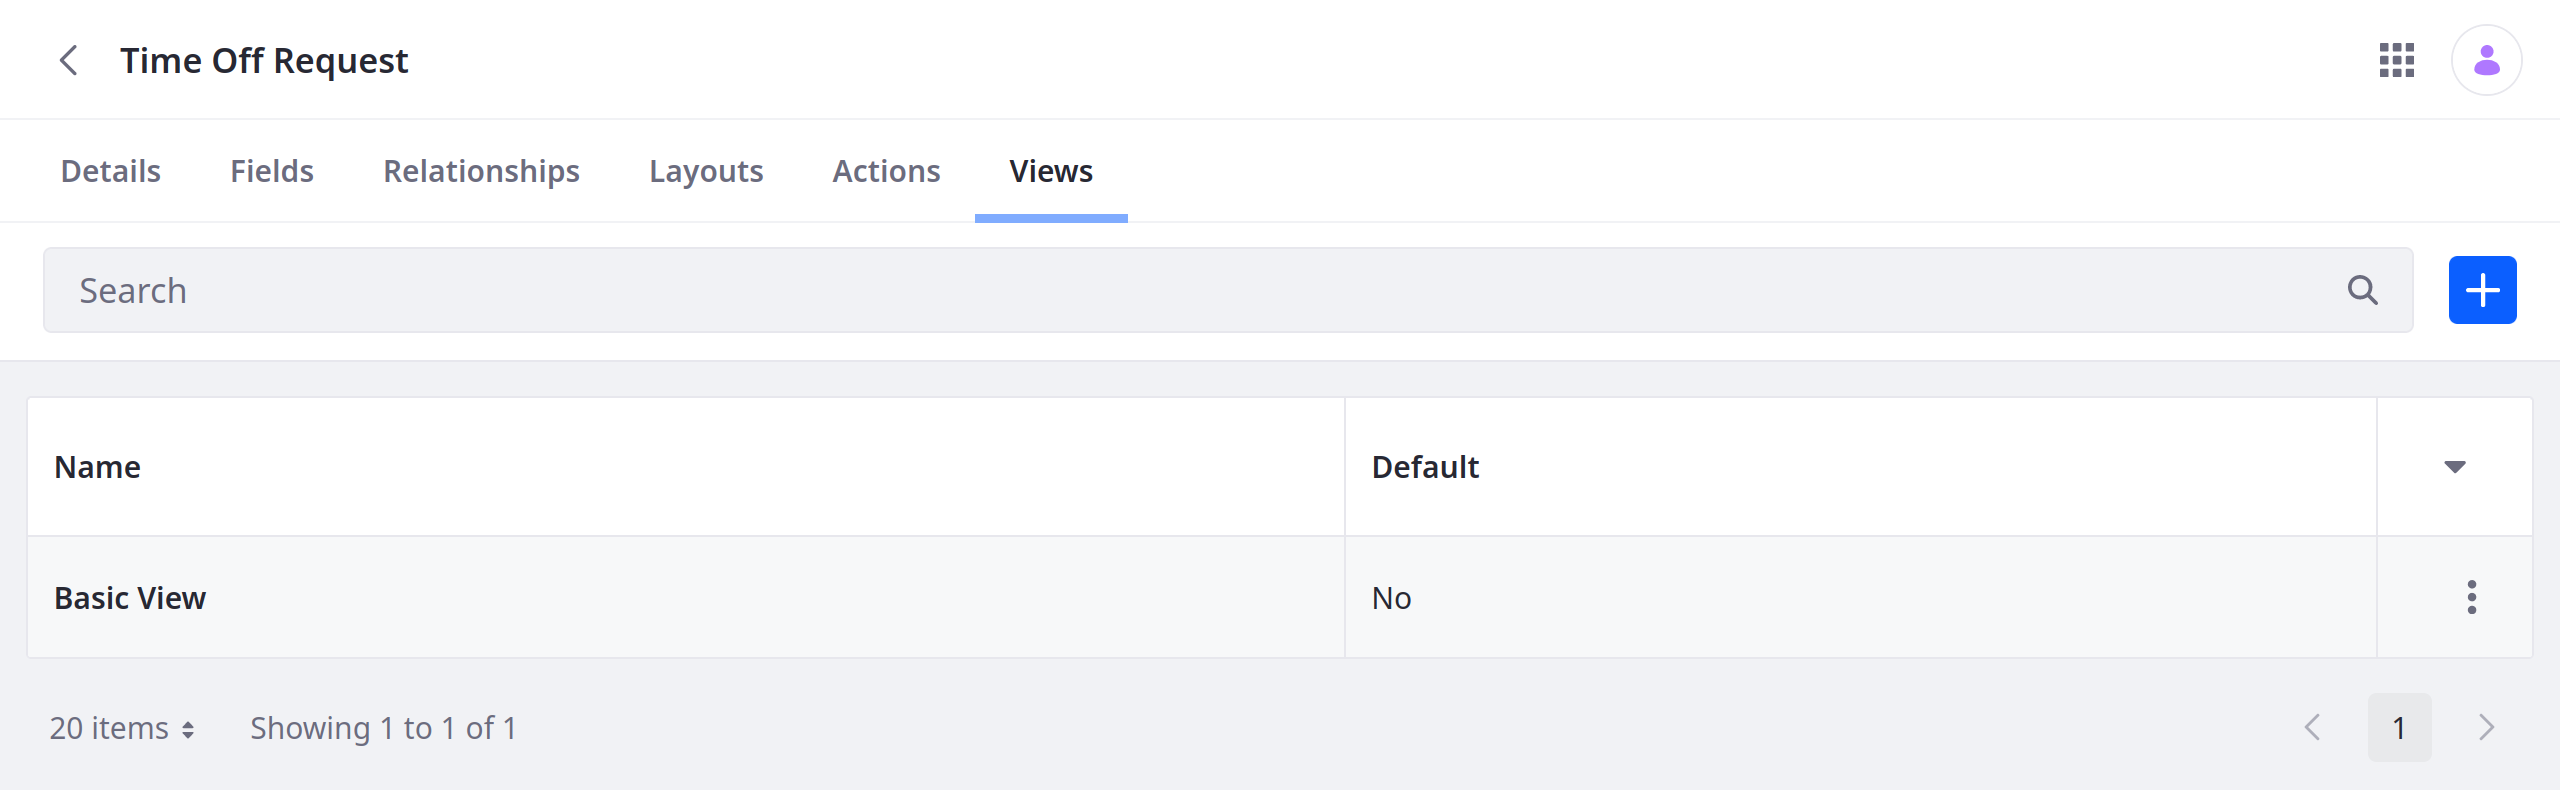 Time Off Request
Details Fields Relationships Layouts Actions Views
Search
Name Default
Basic View No
20 items Showing 1 to 1 of 1 1